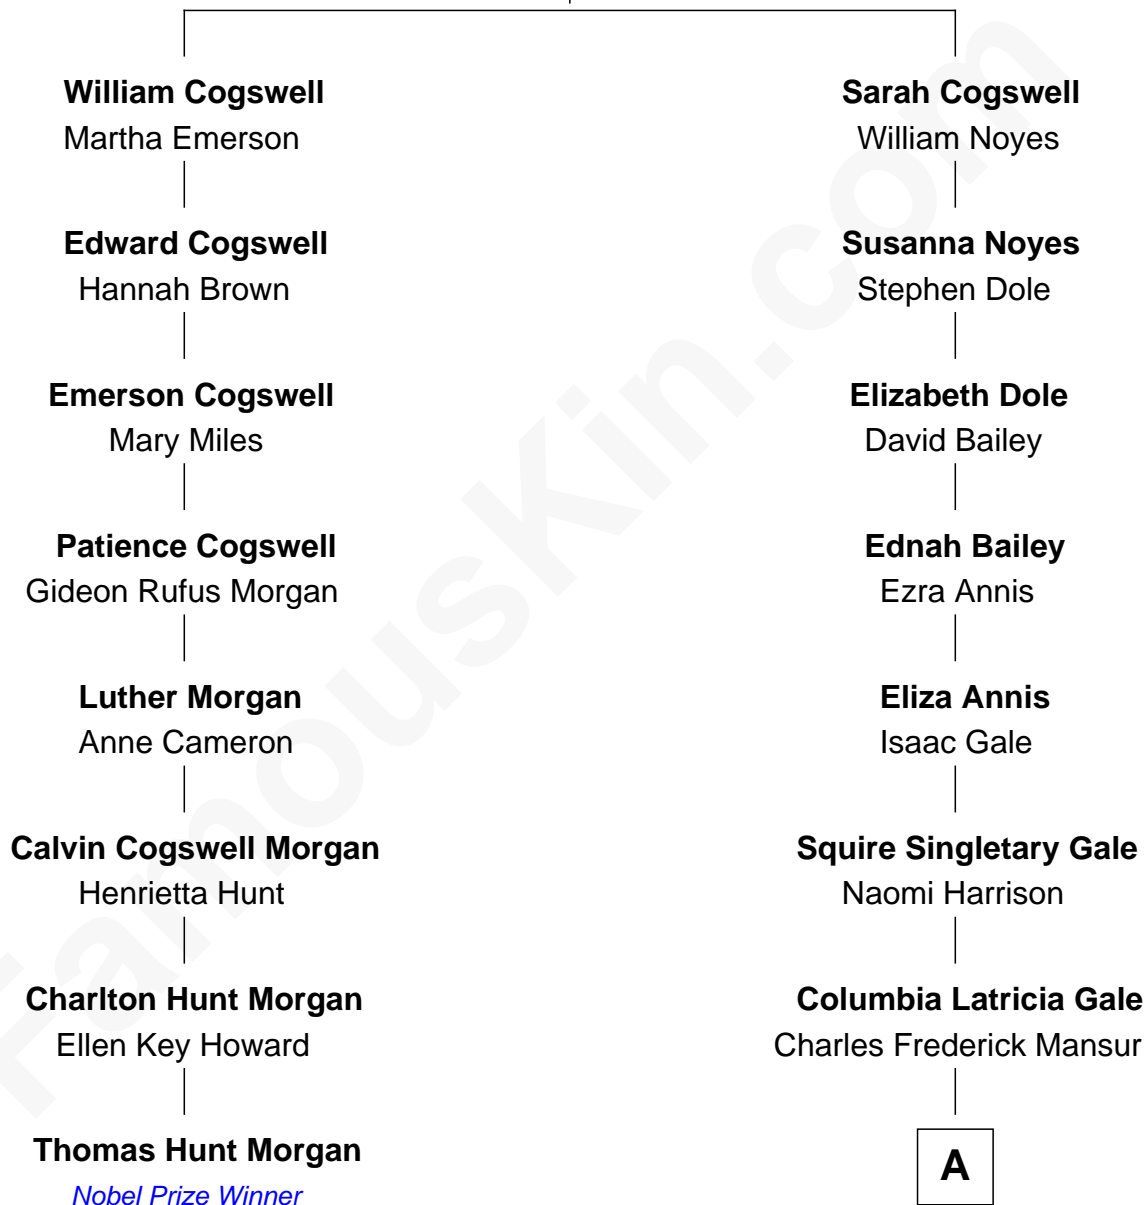 William Cogswell
Martha Emerson
Edward Cogswell
Hannah Brown
Emerson Cogswell
Mary Miles
Patience Cogswell
Gideon Rufus Morgan
Luther Morgan
Anne Cameron
Calvin Cogswell Morgan
Henrietta Hunt
Charlton Hunt Morgan
Ellen Key Howard
Thomas Hunt Morgan
Nobel Prize Winner
Sarah Cogswell
William Noyes
Susanna Noyes
Stephen Dole
Elizabeth Dole
David Bailey
Ednah Bailey
Ezra Annis
Eliza Annis
Isaac Gale
Squire Singletary Gale
Naomi Harrison
Columbia Latricia Gale
Charles Frederick Mansur
A
FamousKin.com